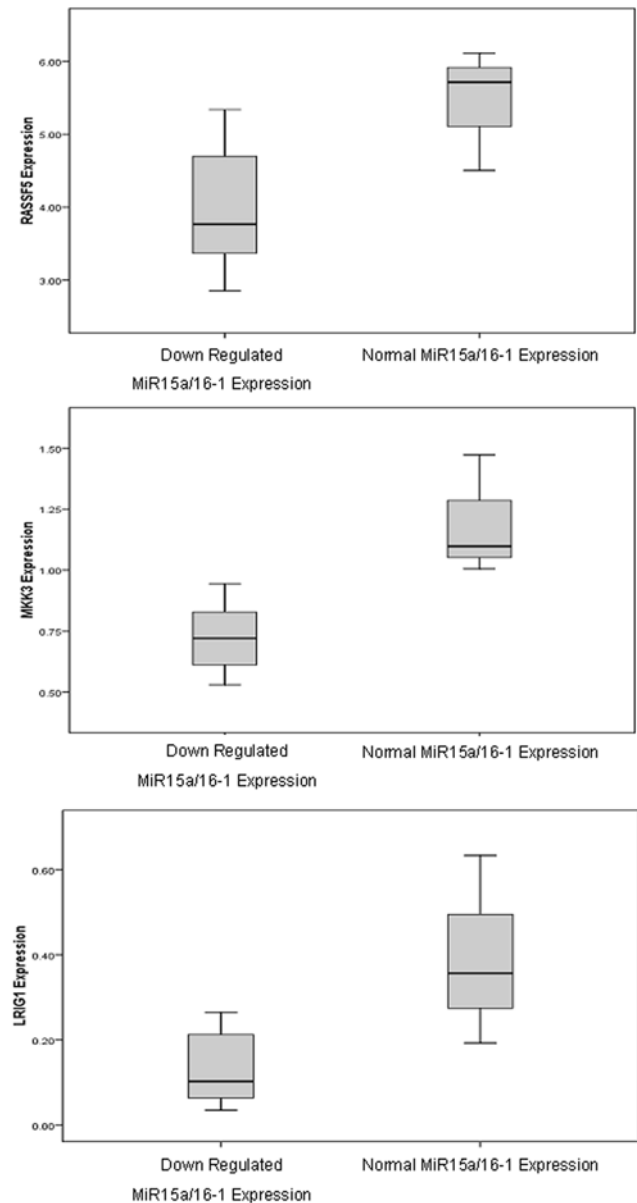 6.00
5.00
4.00
3.00
RASSF5 Expression
Down Regulated
MiR15a/16-1 Expression
Normal MiR15a/16-1 Expression
1.50
1.25
1.00
0.75
0.50
MKK3 Expression
Down Regulated
MiR15a/16-1 Expression
Normal MiR15a/16-1 Expression
0.60
0.40
0.20
0.00
LRIG1 Expression
Down Regulated
MiR15a/16-1 Expression
Normal MiR15a/16-1 Expression